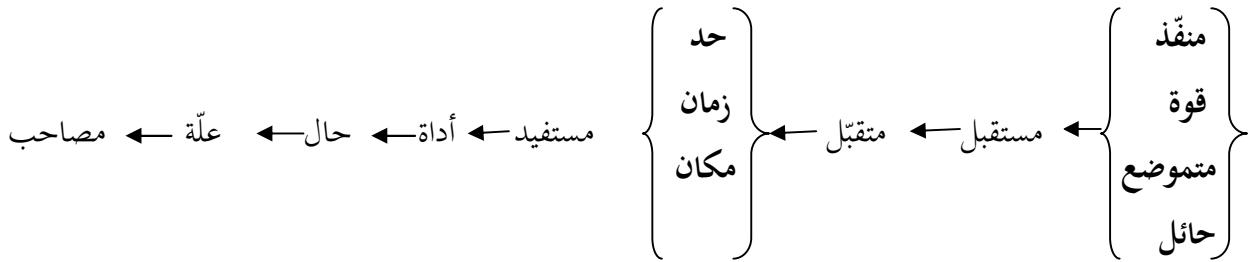 منفّذ
قوة
متموضع
حائل
مستقبل
متقبّل
حد
زمان
مكان
مستفيد
أداة
حال
علّة
مصاحب